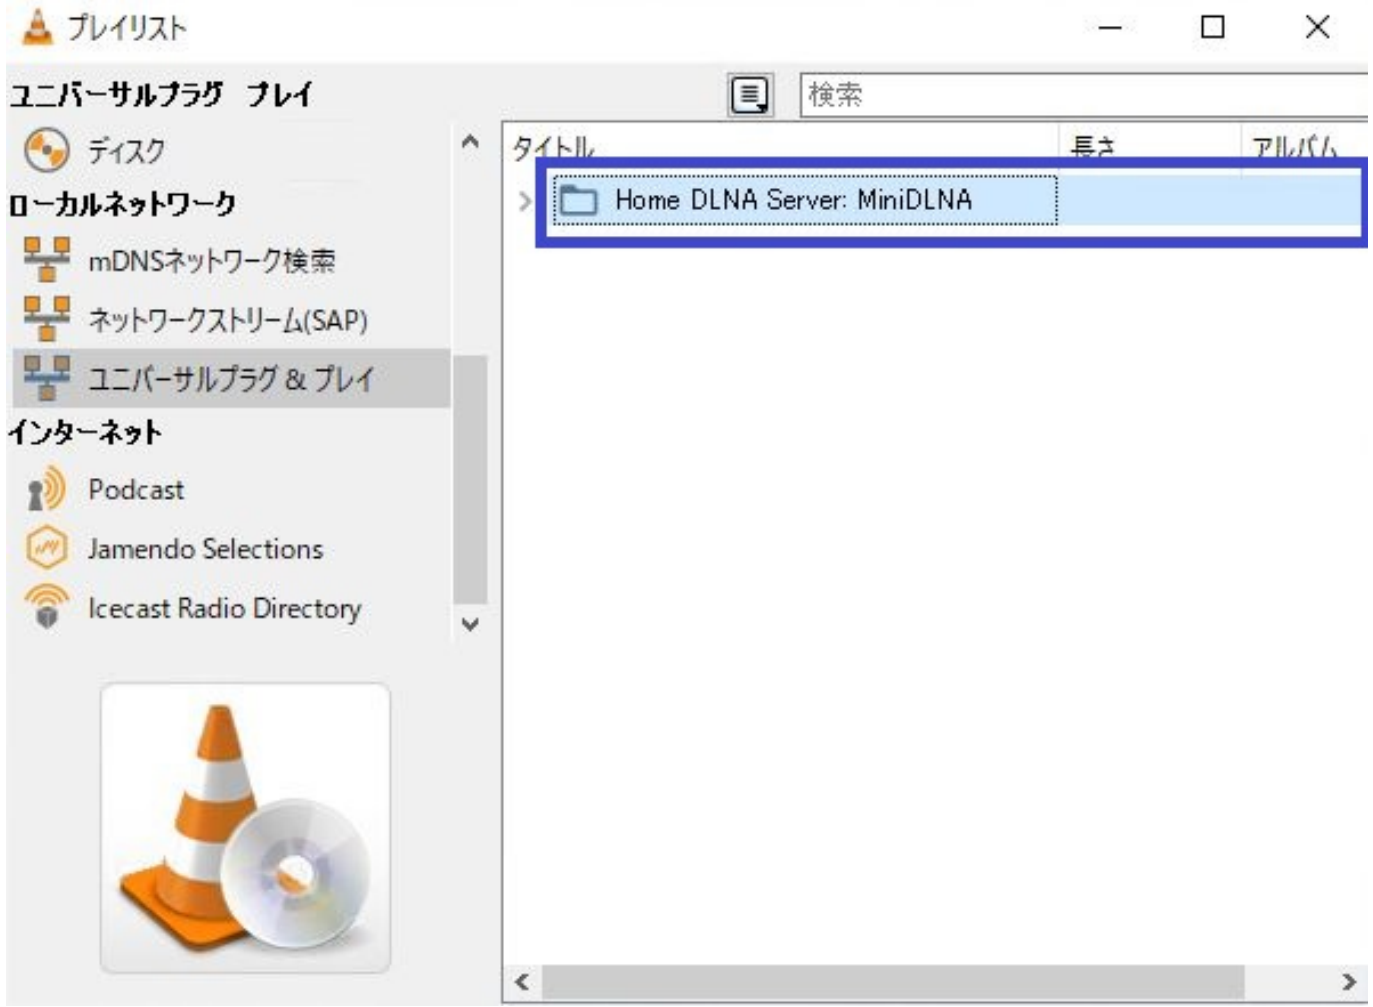 プレイリスト
ユニバーサルプラグ プレイ
検索
ディスク
ローカルネットワーク
mDNSネットワーク検索
ネットワークストリーム(SAP)
ユニバーサルプラグ & プレイ
インターネット
Podcast
Jamendo Selections
Icecast Radio Directory
タイトル 長さ アルバム
Home DLNA Server: MiniDLNA